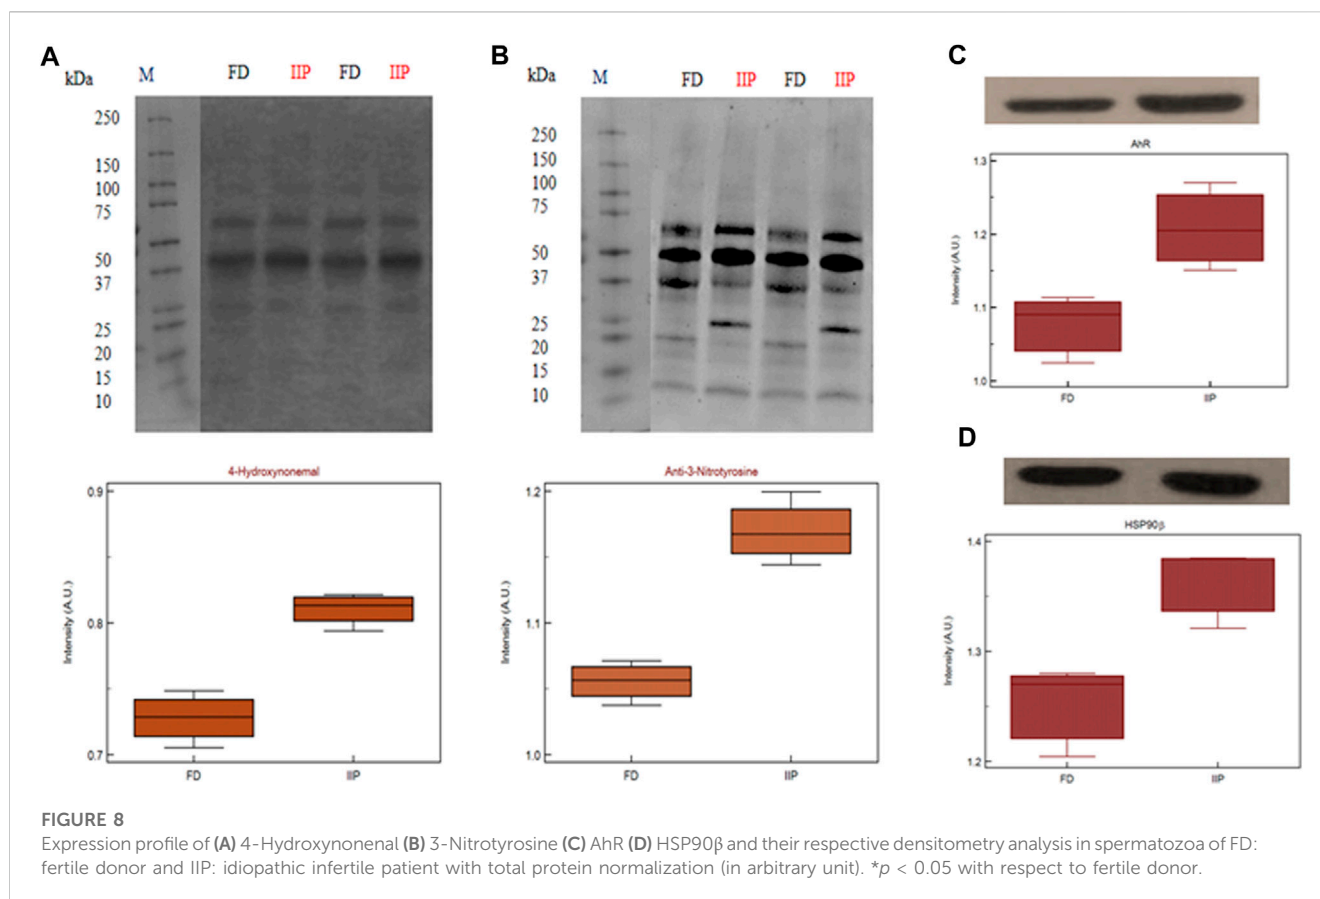 A
kDa M FD IIP FD IIP
250
150
100
75
50
37
25
20
15
10
4-Hydroxynonemal
0.9
0.8
0.7
Intensity (A.U.)
FD IIP
B
kDa M FD IIP FD IIP
250
150
100
75
50
37
25
20
15
10
Anti-3-Nitrotyrosine
1.2
1.1
1.0
Intensity (A.U.)
FD IIP
C
AhR
1.3
1.2
1.1
1.0
Intensity (A.U.)
FD IIP
D
HSP90β
1.4
1.3
1.2
Intensity (A.U.)
FD IIP
FIGURE 8
Expression profile of (A) 4-Hydroxynonenal (B) 3-Nitrotyrosine (C) AhR (D) HSP90β and their respective densitometry analysis in spermatozoa of FD:
fertile donor and IIP: idiopathic infertile patient with total protein normalization (in arbitrary unit). *p < 0.05 with respect to fertile donor.